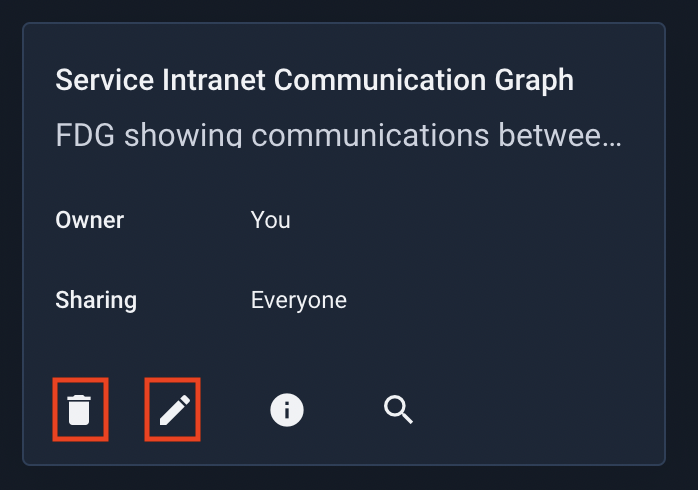 Service Intranet Communication Graph
FDG showing communications betwee...
Owner You
Sharing Everyone